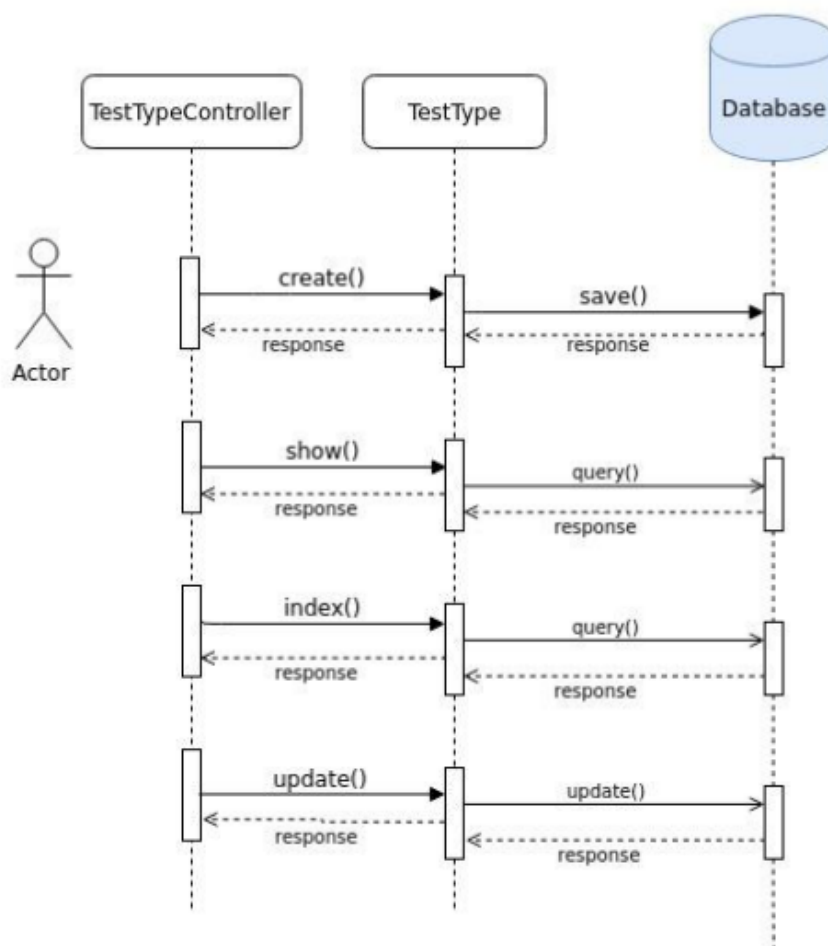 TestTypeController
TestType
Database
Actor
create()
save()
response
response
show()
query()
response
response
index()
query()
response
response
update()
update()
response
response